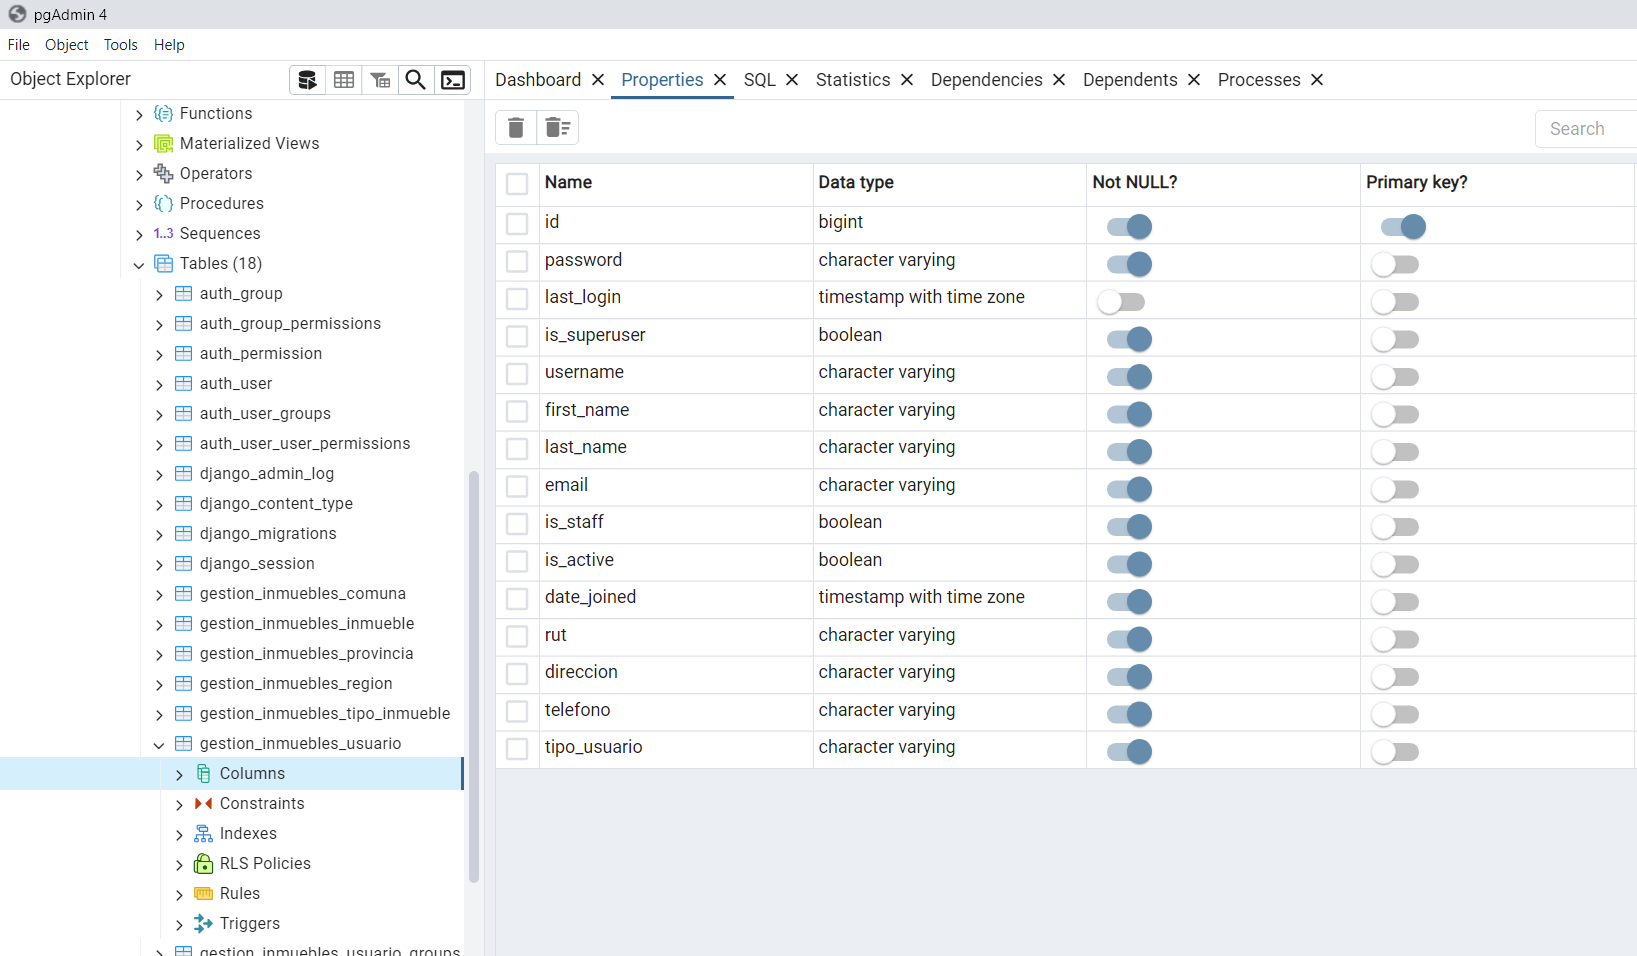 pgAdmin 4
File Object Tools Help
Object Explorer
Dashboard Properties SQL Statistics Dependencies Dependents Processes
Functions
Materialized Views
Operators
Procedures
1..3 Sequences
Tables (18)
auth_group
auth_group_permissions
auth_permission
auth_user
auth_user_groups
auth_user_user_permissions
django_admin_log
django_content_type
django_migrations
django_session
gestion_inmuebles_comuna
gestion_inmuebles_inmueble
gestion_inmuebles_provincia
gestion_inmuebles_region
gestion_inmuebles_tipo_inmueble
gestion_inmuebles_usuario
Columns
Constraints
Indexes
RLS Policies
Rules
Triggers
gestion_inmuebles_usuario_groups
Search
Name Data type Not NULL? Primary key?
id bigint
password character varying
last_login timestamp with time zone
is_superuser boolean
username character varying
first_name character varying
last_name character varying
email character varying
is_staff boolean
is_active boolean
date_joined timestamp with time zone
rut character varying
direccion character varying
telefono character varying
tipo_usuario character varying